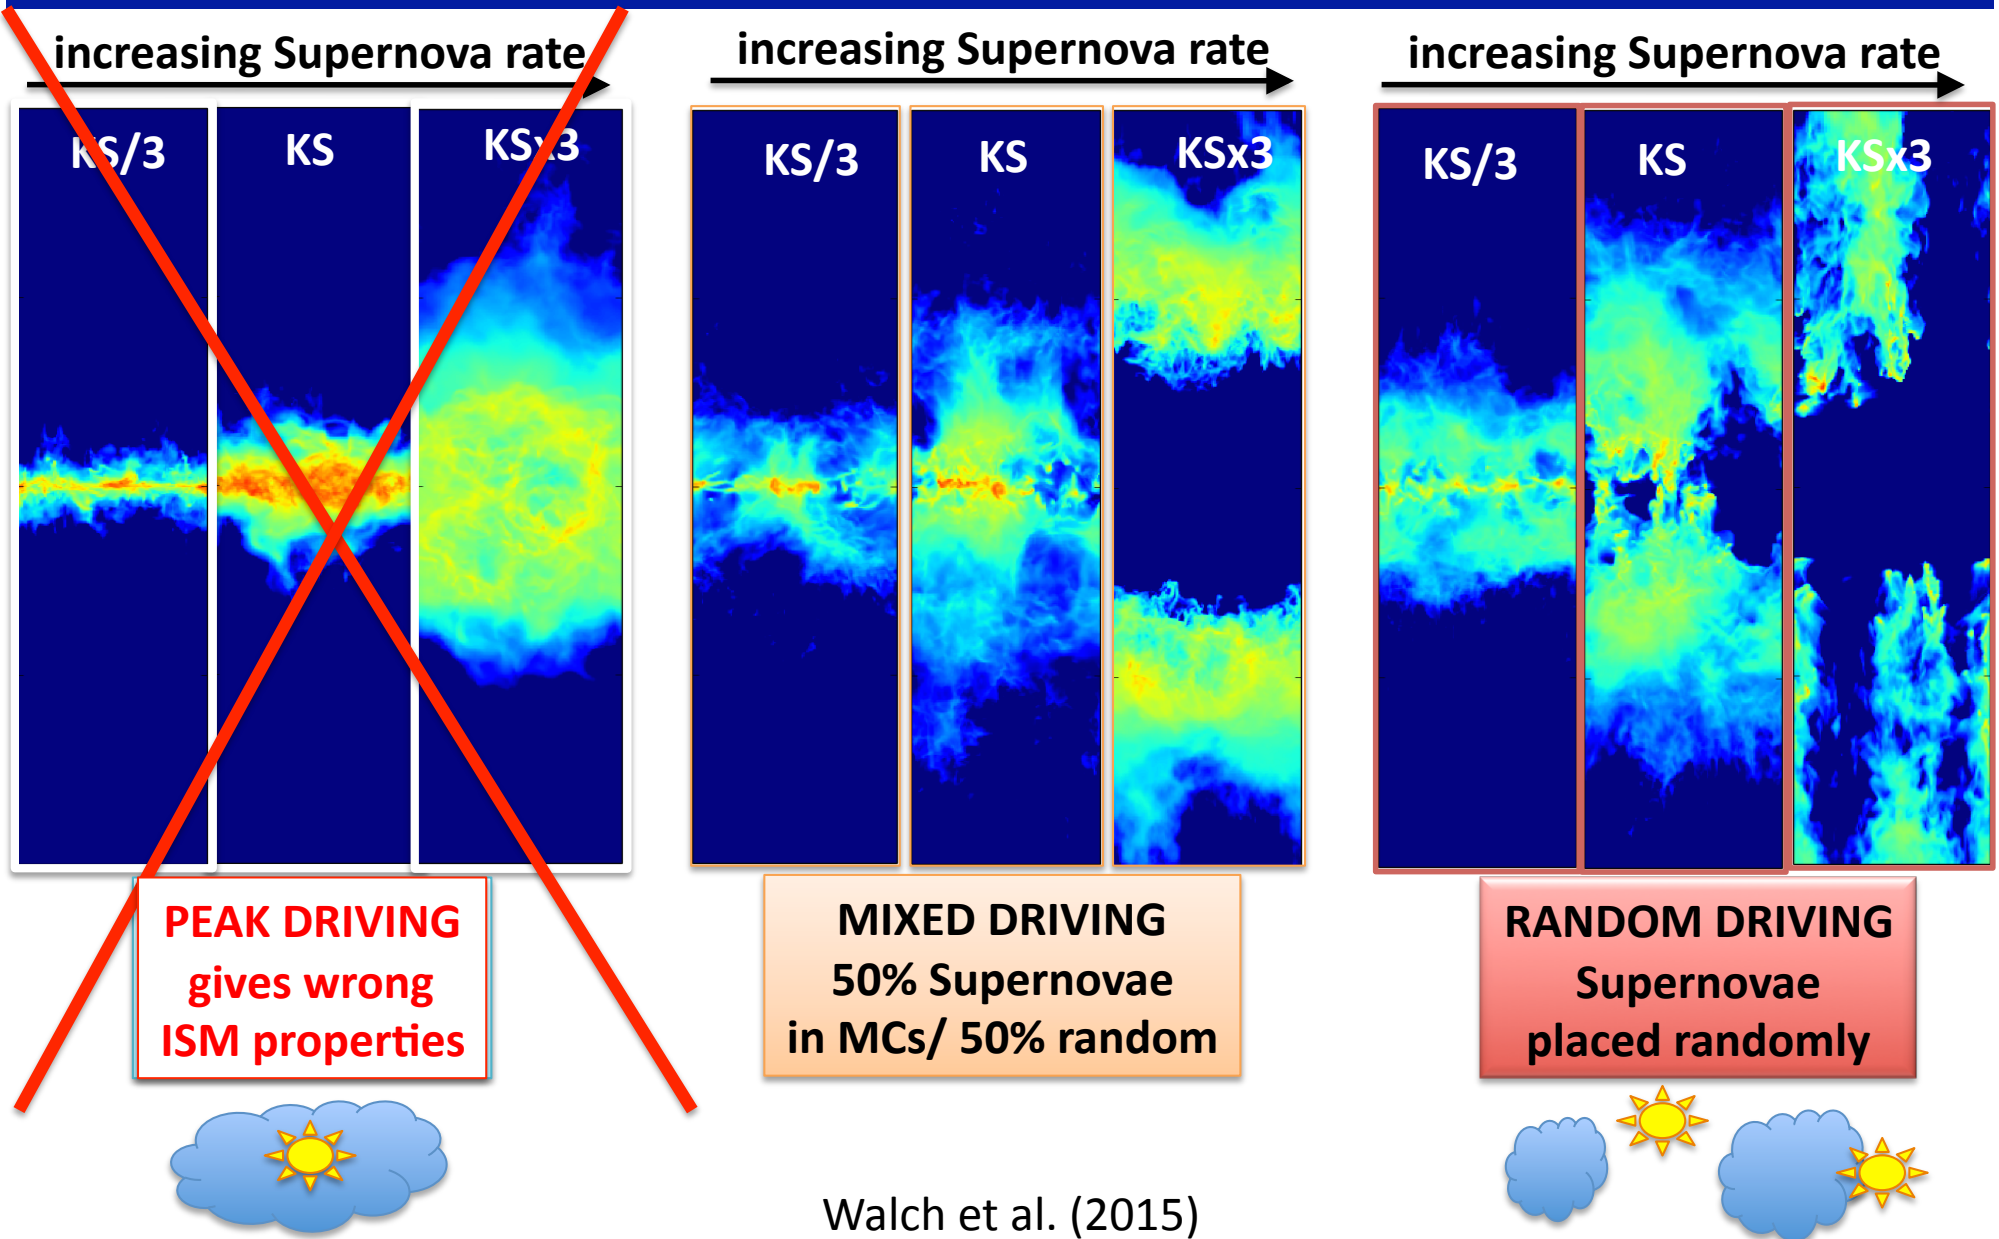 increasing Supernova rate
KS/3
KS
KSx3
PEAK DRIVING
gives wrong
ISM properties
increasing Supernova rate
KS/3
KS
KSx3
MIXED DRIVING
50% Supernovae
in MCs/ 50% random
increasing Supernova rate
KS/3
KS
KSx3
RANDOM DRIVING
Supernovae
placed randomly
Walch et al. (2015)